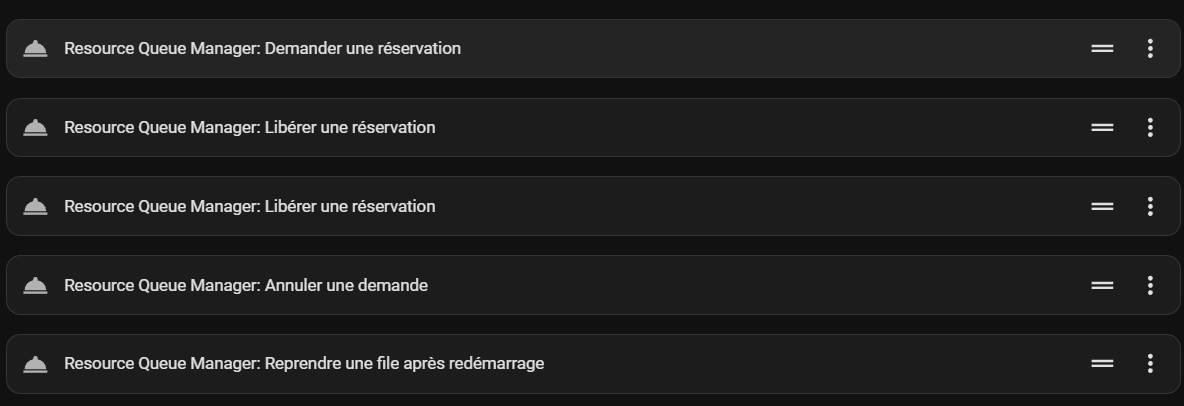 Resource Queue Manager: Demander une réservation
Resource Queue Manager: Libérer une réservation
Resource Queue Manager: Libérer une réservation
Resource Queue Manager: Annuler une demande
Resource Queue Manager: Reprendre une file après redémarrage